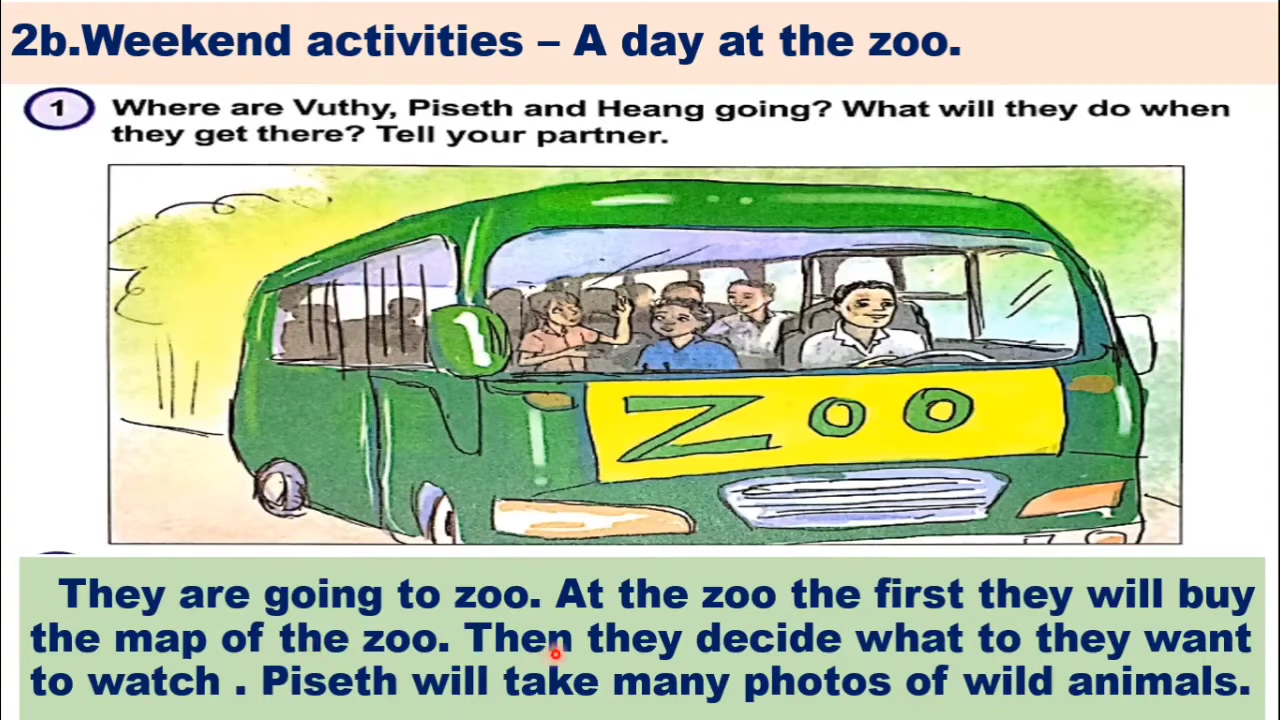 2b.Weekend activities – A day at the zoo.
1 Where are Vuthy, Piseth and Heang going? What will they do when
they get there? Tell your partner.
Zoo
They are going to zoo. At the zoo the first they will buy
the map of the zoo. Then they decide what to they want
to watch . Piseth will take many photos of wild animals.